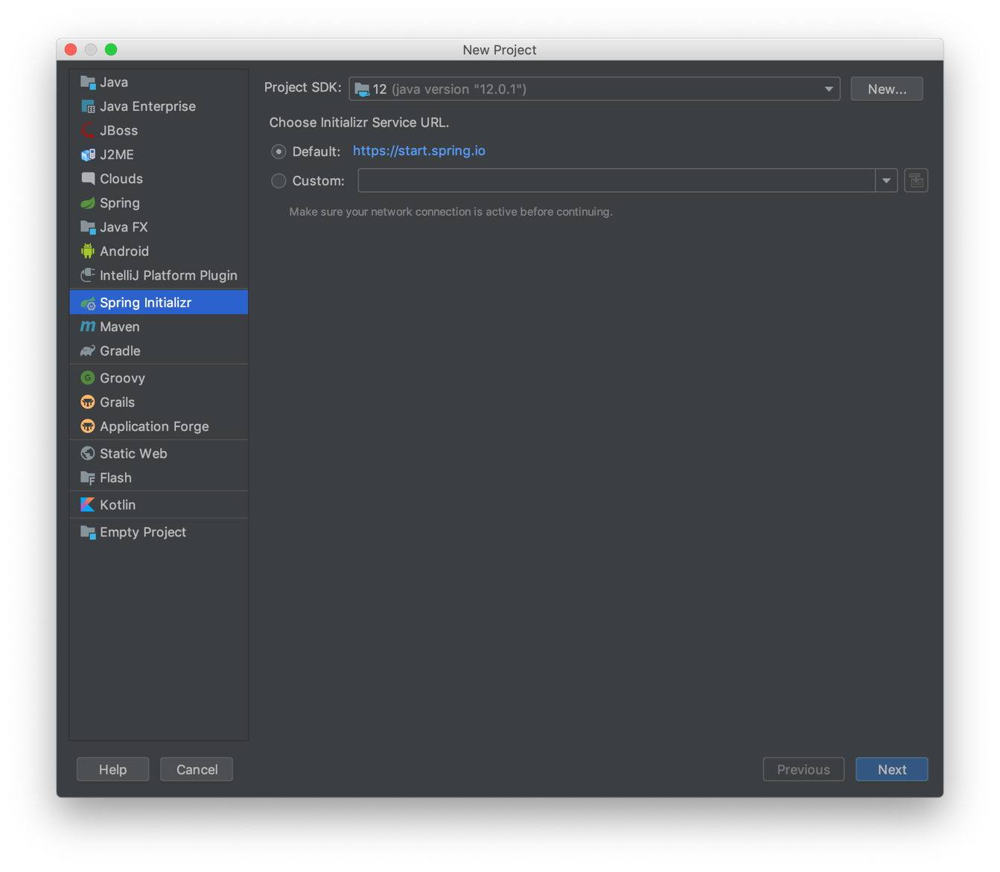 New Project
Java
Java Enterprise
JBoss
J2ME
Clouds
Spring
Java FX
Android
IntelliJ Platform Plugin
Spring Initializr
Maven
Gradle
Groovy
Grails
Application Forge
Static Web
Flash
Kotlin
Empty Project
Project SDK: 12 (java version "12.0.1") New...
Choose Initializr Service URL.
Default: https://start.spring.io
Custom:
Make sure your network connection is active before continuing.
Help Cancel Previous Next